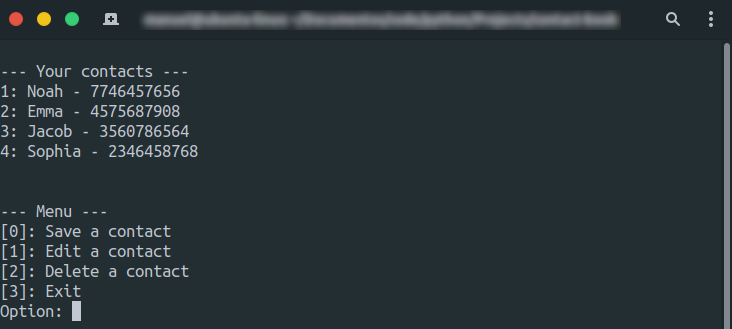 --- Your contacts ---
1: Noah - 7746457656
2: Emma - 4575687908
3: Jacob - 3560786564
4: Sophia - 2346458768
--- Menu ---
[0]: Save a contact
[1]: Edit a contact
[2]: Delete a contact
[3]: Exit
Option: